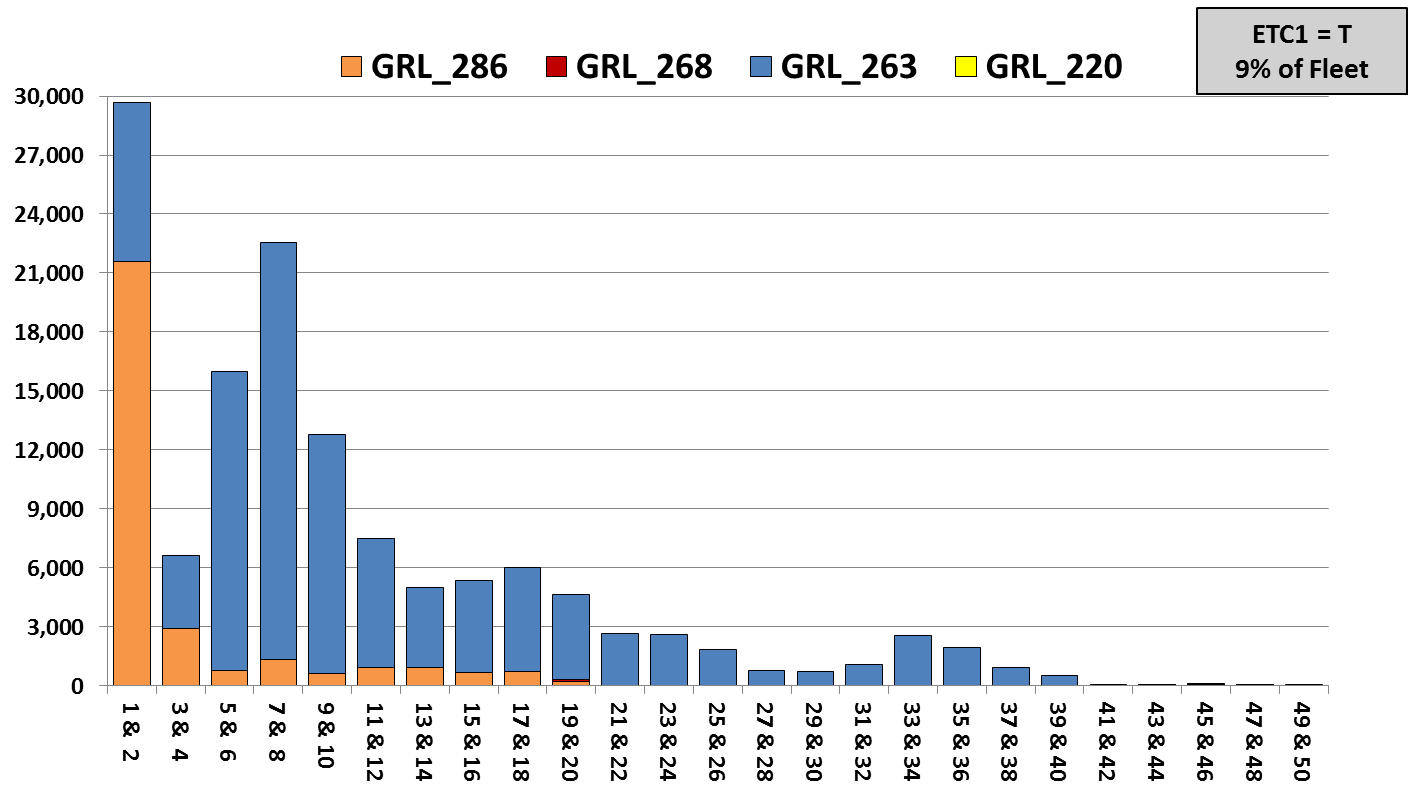 ETC1 = T
9% of Fleet
GRL_286 GRL_268 GRL_263 GRL_220
30,000
27,000
24,000
21,000
18,000
15,000
12,000
9,000
6,000
3,000
0
1 & 2
3 & 4
5 & 6
7 & 8
9 & 10
11 & 12
13 & 14
15 & 16
17 & 18
19 & 20
21 & 22
23 & 24
25 & 26
27 & 28
29 & 30
31 & 32
33 & 34
35 & 36
37 & 38
39 & 40
41 & 42
43 & 44
45 & 46
47 & 48
49 & 50